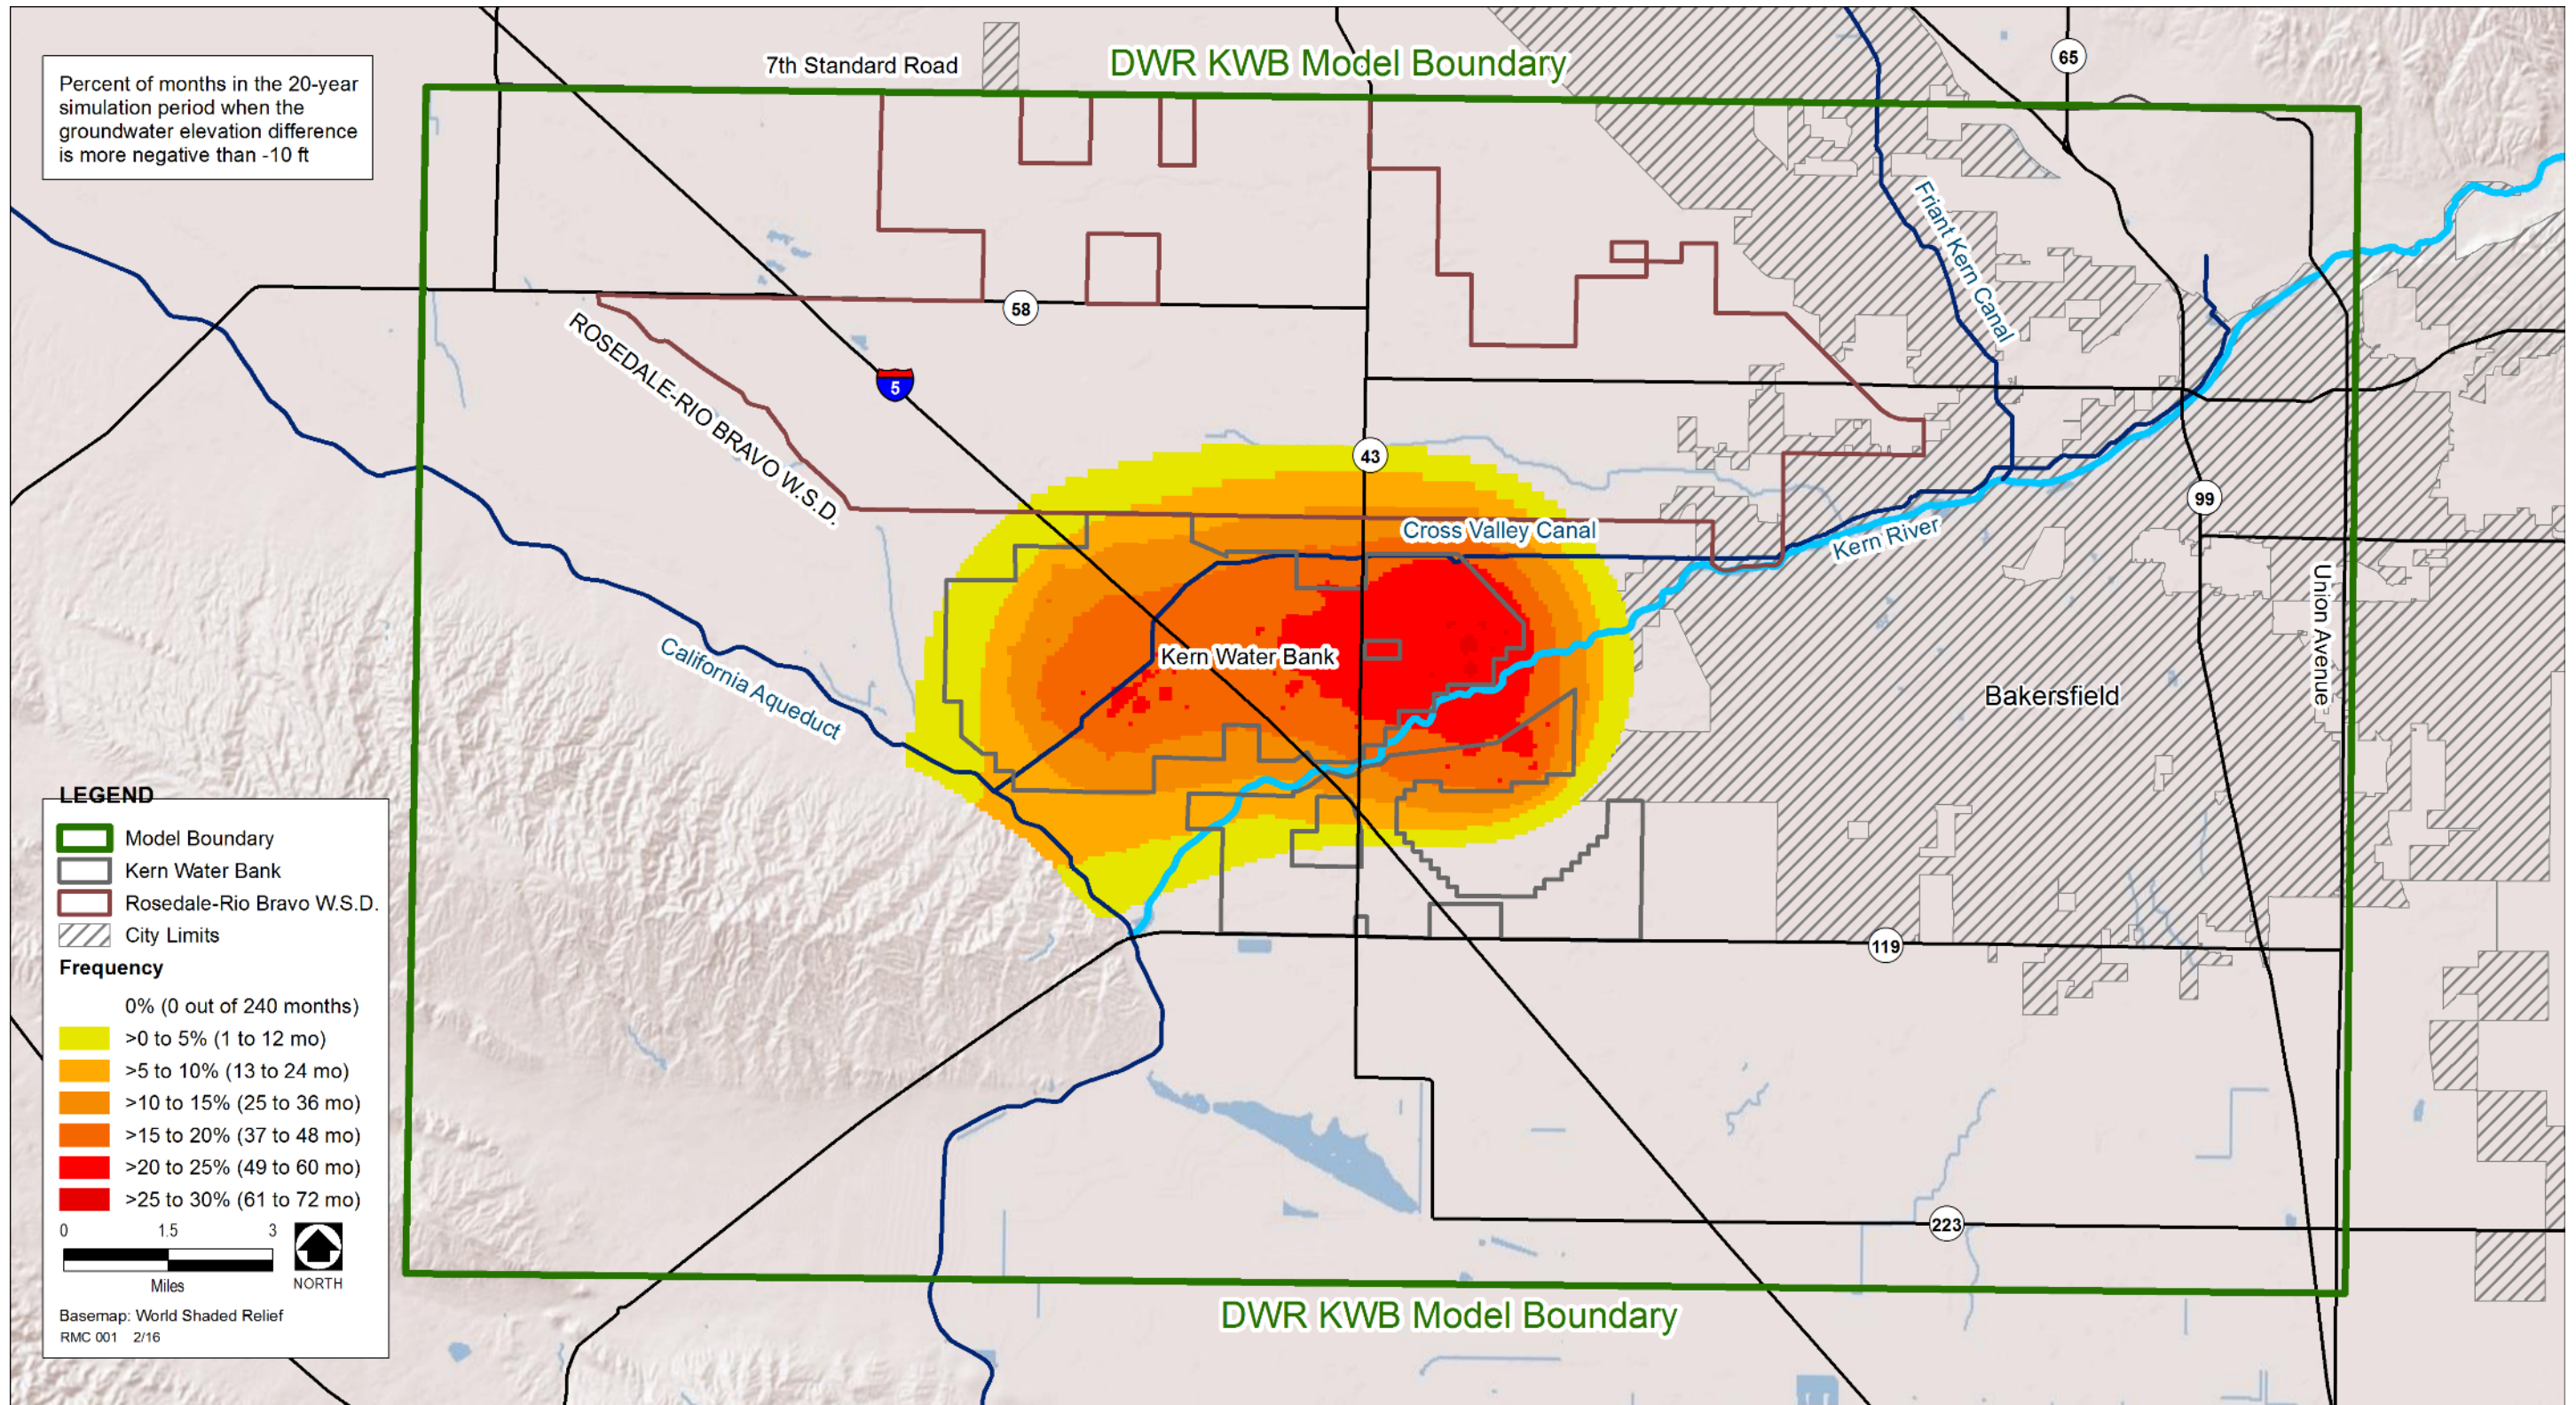 7th Standard Road
DWR KWB Model Boundary
65
Percent of months in the 20-year
simulation period when the
groundwater elevation difference
is more negative than -10 ft
Friant Kern Canal
58
ROSEDALE-RIO BRAVO W.S.D.
5
43
99
Cross Valley Canal
Kern River
Union Avenue
Kern Water Bank
California Aqueduct
Bakersfield
119
223
DWR KWB Model Boundary
LEGEND
Model Boundary
Kern Water Bank
Rosedale-Rio Bravo W.S.D.
City Limits
Frequency
0% (0 out of 240 months)
>0 to 5% (1 to 12 mo)
>5 to 10% (13 to 24 mo)
>10 to 15% (25 to 36 mo)
>15 to 20% (37 to 48 mo)
>20 to 25% (49 to 60 mo)
>25 to 30% (61 to 72 mo)
0 1.5 3
Miles
NORTH
Basemap: World Shaded Relief
RMC 001 2/16